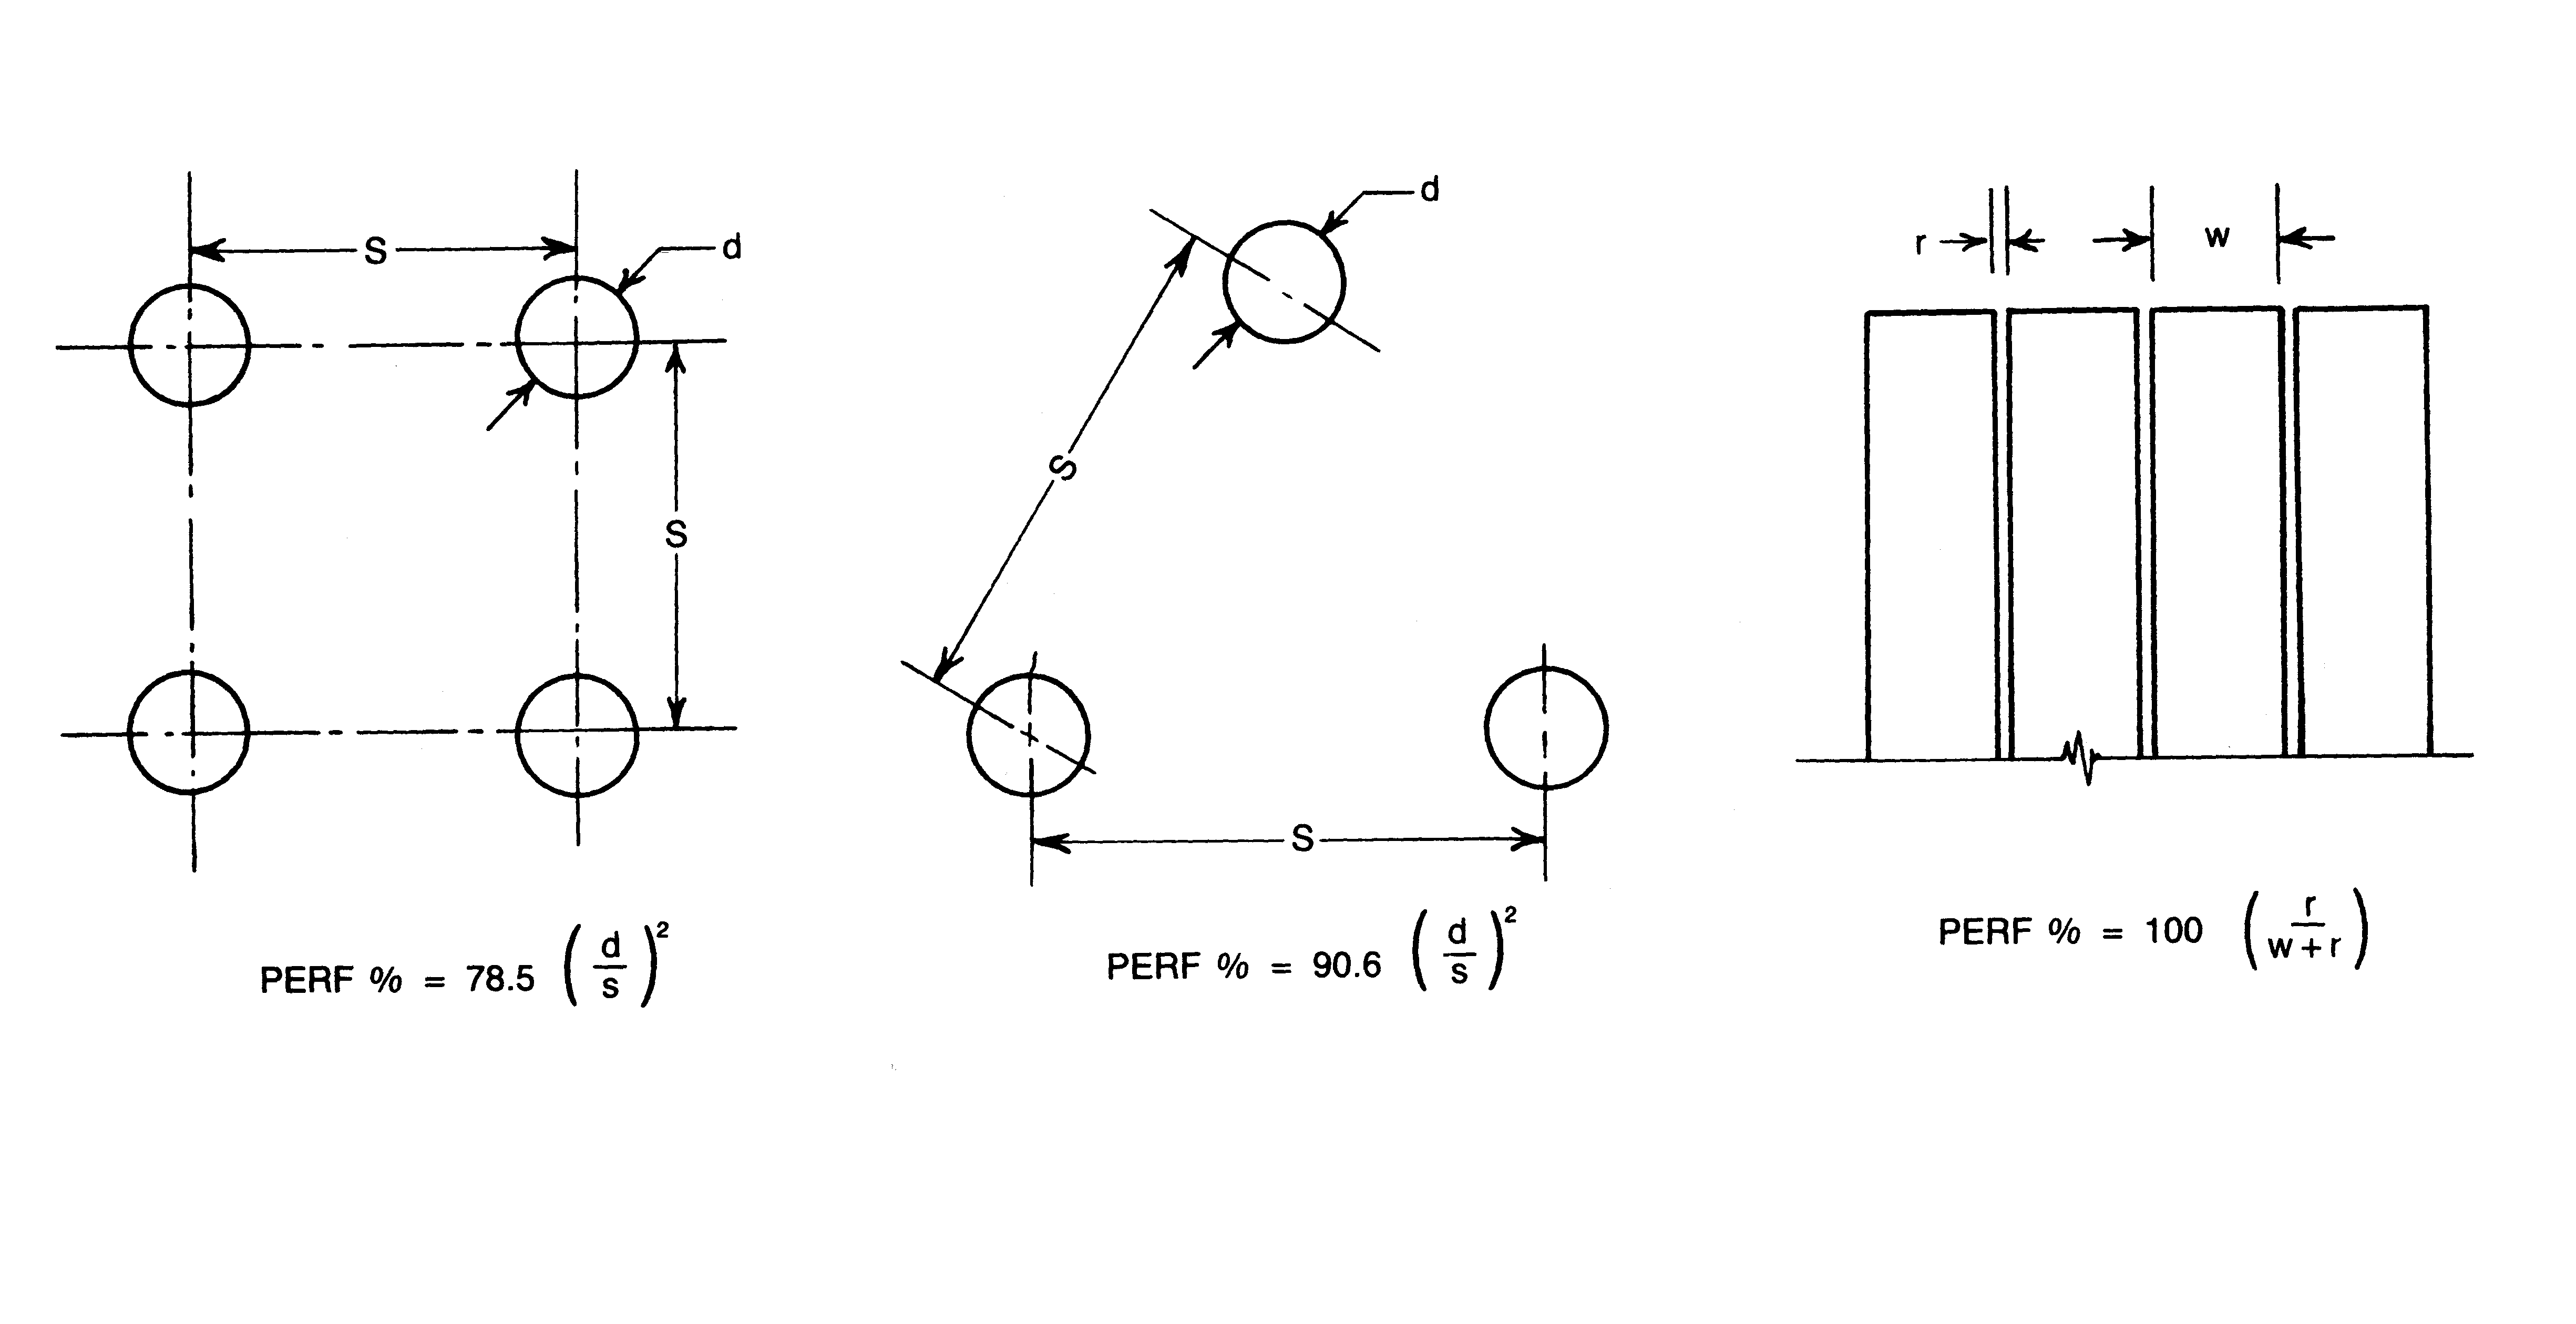 S
d
S
PERF % = 78.5 (d/s)²
d
S
S
PERF % = 90.6 (d/s)²
r
w
PERF % = 100 (r/w+r)